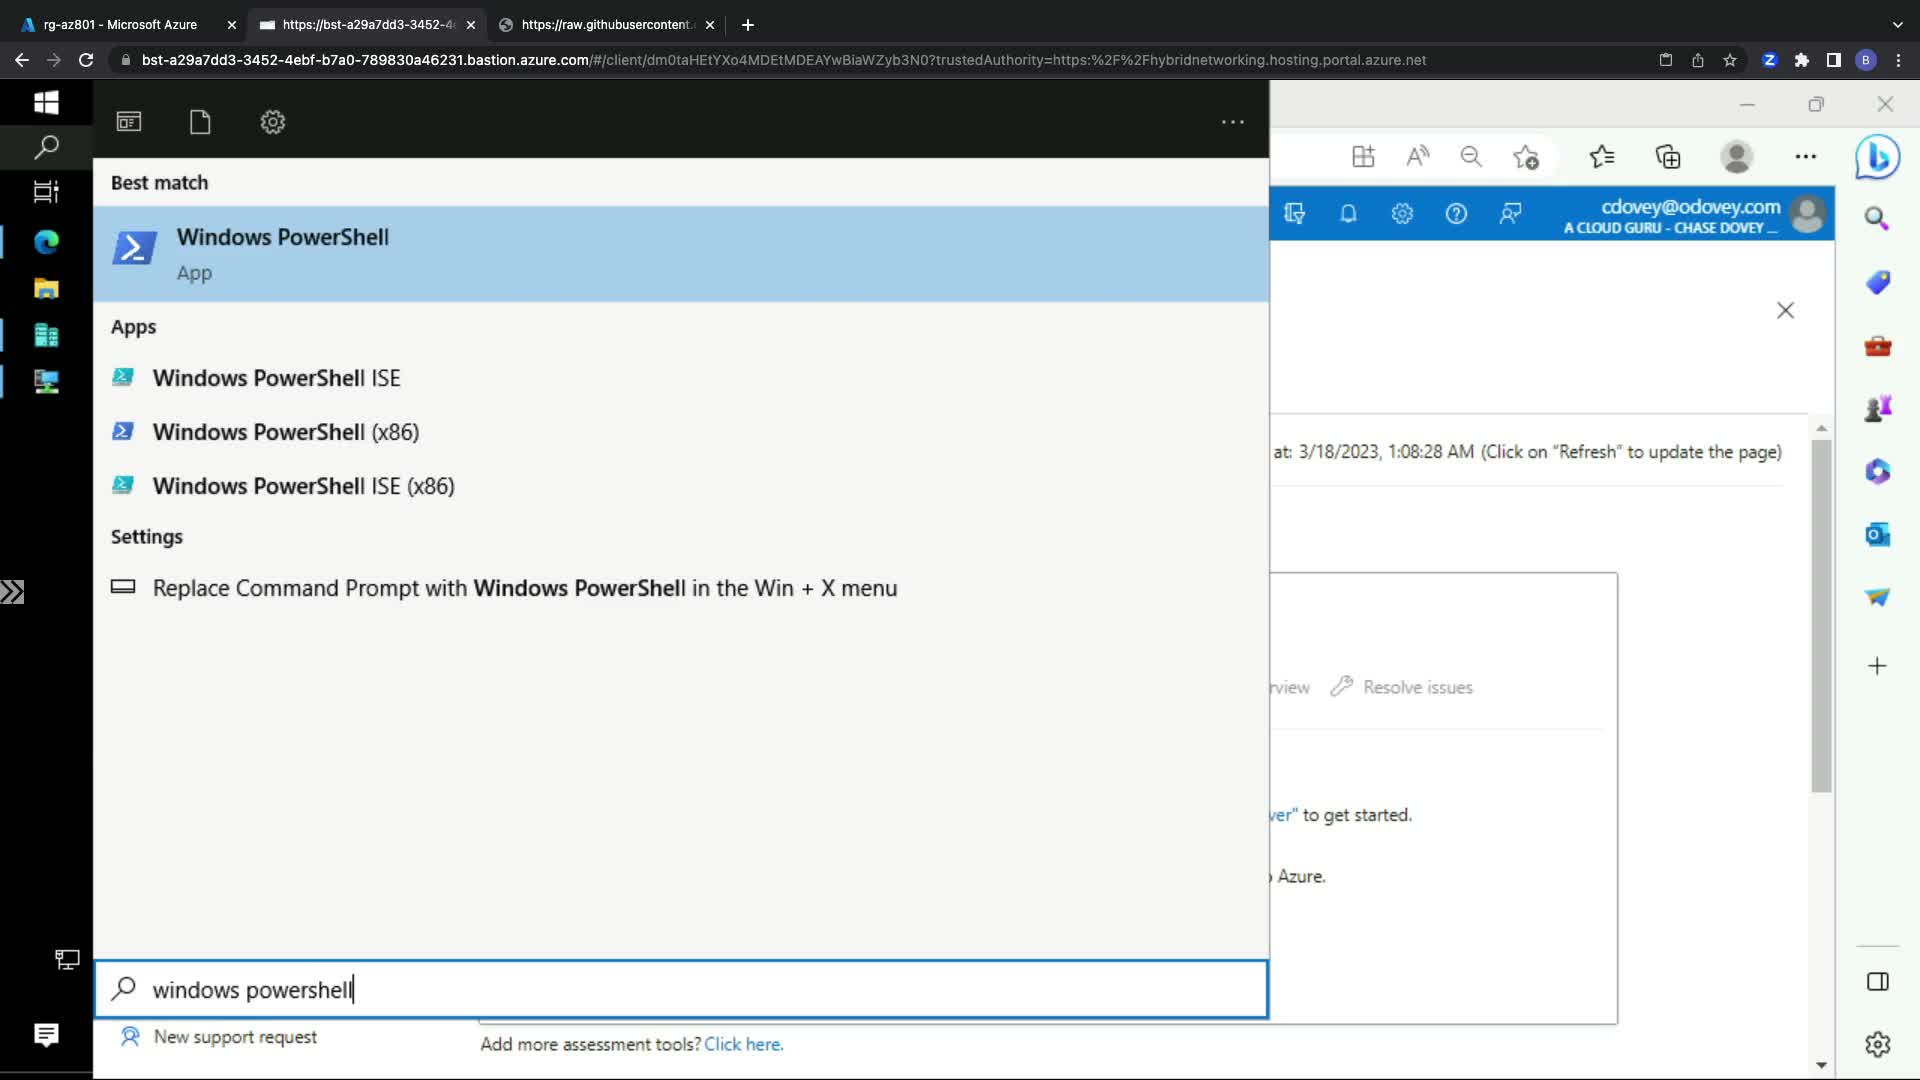 rg-az801 - Microsoft Azure
https://bst-a29a7dd3-3452-4e
https://raw.githubusercontent.
bst-a29a7dd3-3452-4ebf-b7a0-789830a46231.bastion.azure.com/#/client/dm0taHEtYXo4MDEtMDEAYwBiaWZyb3N0?trustedAuthority=https:%2F%2Fhybridnetworking.hosting.portal.azure.net
B
Best match
Windows PowerShell
App
Apps
Windows PowerShell ISE
Windows PowerShell (x86)
Windows PowerShell ISE (x86)
Settings
Replace Command Prompt with Windows PowerShell in the Win + X menu
cdovey@odovey.com
A CLOUD GURU - CHASE DOVEY ...
at: 3/18/2023, 1:08:28 AM (Click on "Refresh" to update the page)
rview
Resolve issues
ver" to get started.
Azure.
windows powershell
New support request
Add more assessment tools? Click here.